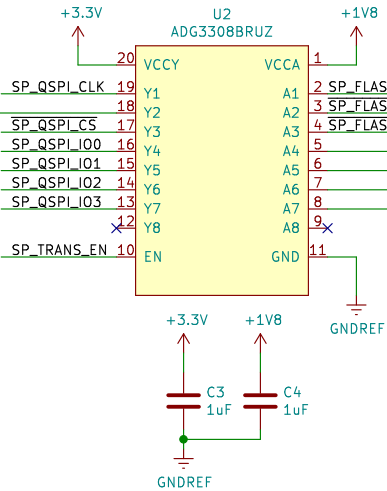 +3.3V U2 +1V8
ADG3308BRUZ
20 VCCY VCCA 1
SP_QSPI_CLK 19 Y1 A1 2 SP_FLAS
18 Y2 A2 3 SP_FLAS
SP_QSPI_CS 17 Y3 A3 4 SP_FLAS
SP_QSPI_IO0 16 Y4 A4 5
SP_QSPI_IO1 15 Y5 A5 6
SP_QSPI_IO2 14 Y6 A6 7
SP_QSPI_IO3 13 Y7 A7 8
12 Y8 A8 9
SP_TRANS_EN 10 EN GND 11
GNDREF
+3.3V +1V8
C3 C4
1uF 1uF
GNDREF